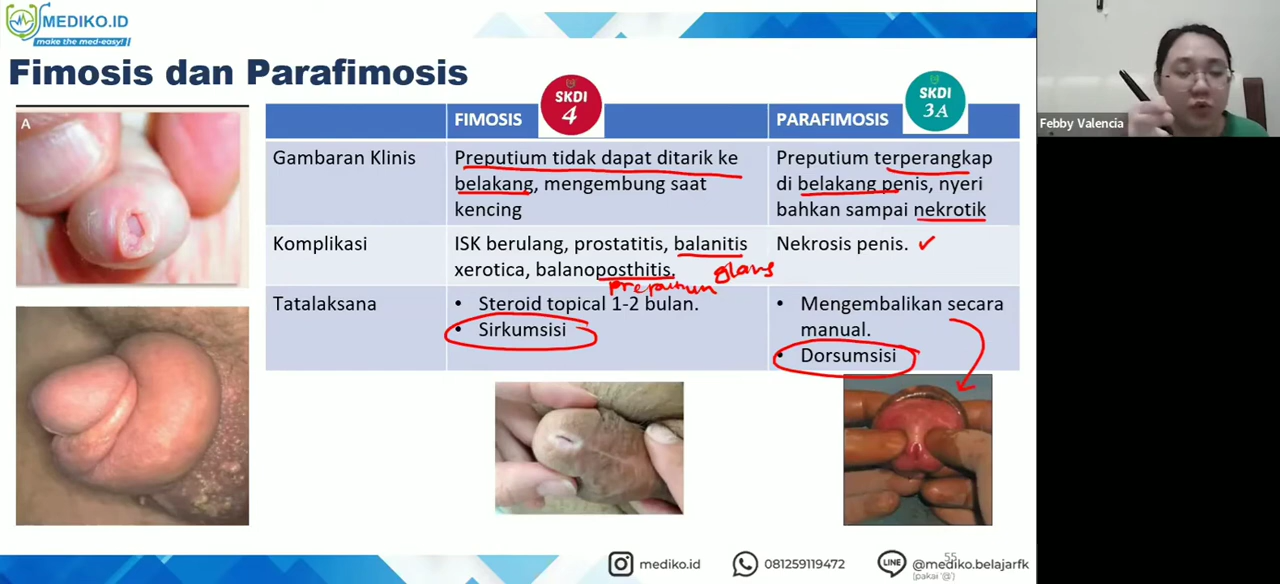 MEDIKO.ID
make the med-easy!
Fimosis dan Parafimosis
A
FIMOSIS
SKDI
4
PARAFIMOSIS
SKDI
3A
Gambaran Klinis
Preputium tidak dapat ditarik ke
belakang, mengembung saat
kencing
Preputium terperangkap
di belakang penis, nyeri
bahkan sampai nekrotik
Komplikasi
ISK berulang, prostatitis, balanitis
xerotica, balanoposthitis.
glans
preputium
Nekrosis penis.
Tatalaksana
• Steroid topical 1-2 bulan.
• Sirkumsisi
• Mengembalikan secara
manual.
• Dorsumsisi
Febby Valencia
mediko.id
081259119472
LINE
@mediko.belajarfk
(pakai '@')
55